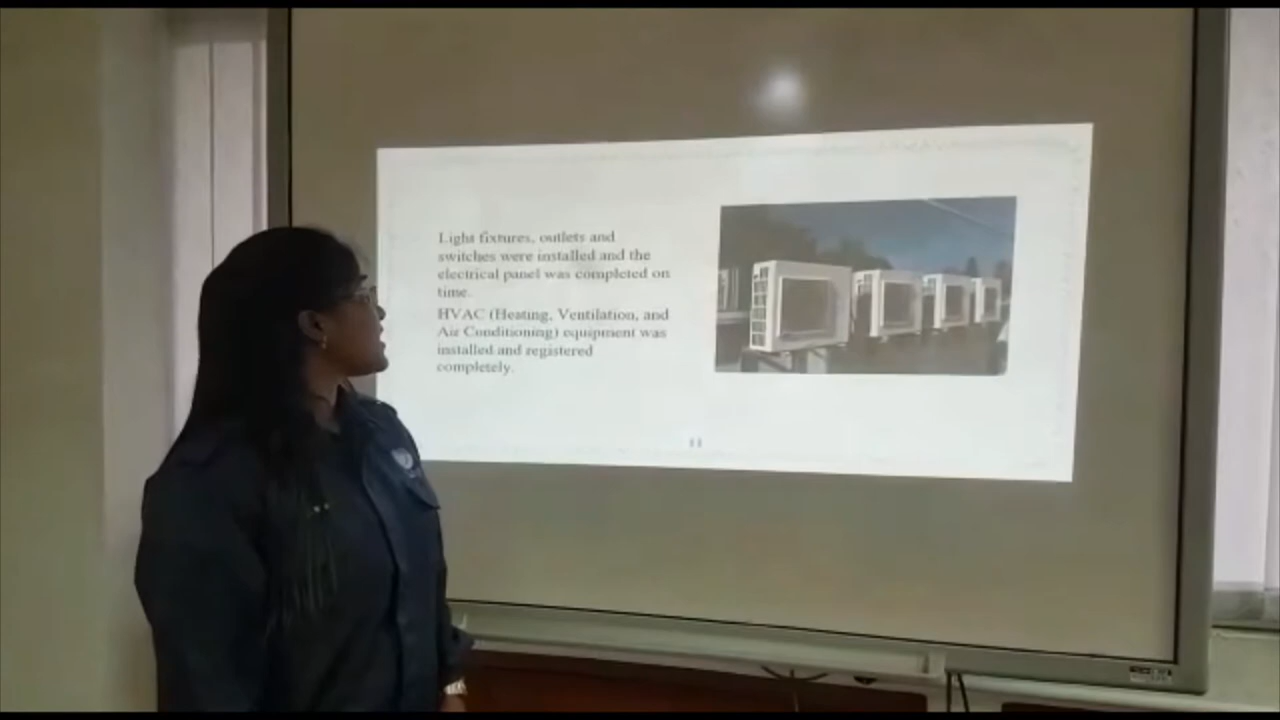 Light fixtures, outlets and
switches were installed and the
electrical panel was completed on
time.
HVAC (Heating, Ventilation, and
Air Conditioning) equipment was
installed and registered
completely.